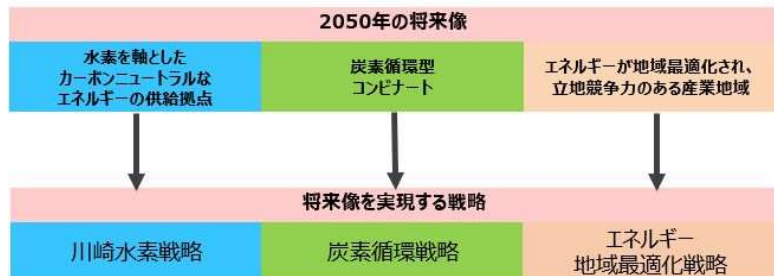 2050年の将来像
水素を軸とした
カーボンニュートラルな
エネルギーの供給拠点
炭素循環型
コンビナート
エネルギーが地域最適化され、
立地競争力のある産業地域
将来像を実現する戦略
川崎水素戦略
炭素循環戦略
エネルギー
地域最適化戦略